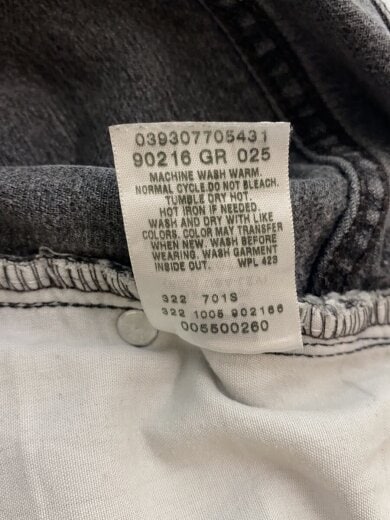 039307705431
90216 GR 025
MACHINE WASH WARM.
NORMAL CYCLE.DO NOT BLEACH.
TUMBLE DRY HOT.
HOT IRON IF NEEDED.
WASH AND DRY WITH LIKE
COLORS. COLOR MAY TRANSFER
WHEN NEW. WASH BEFORE
WEARING. WASH GARMENT
INSIDE OUT. WPL 423
322 701S
322 1005 902166
005500260